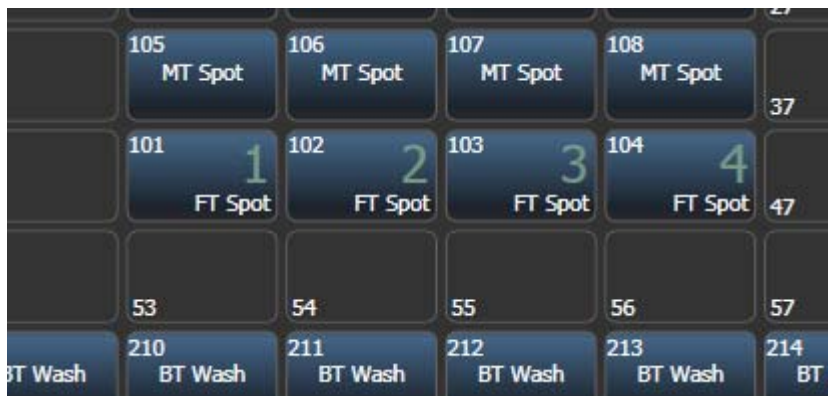 105 106 107 108
MT Spot MT Spot MT Spot MT Spot
37
101 1 102 2 103 3 104 4
FT Spot FT Spot FT Spot FT Spot 47
53 54 55 56 57
210 211 212 213 214
BT Wash BT Wash BT Wash BT Wash BT Wash BT